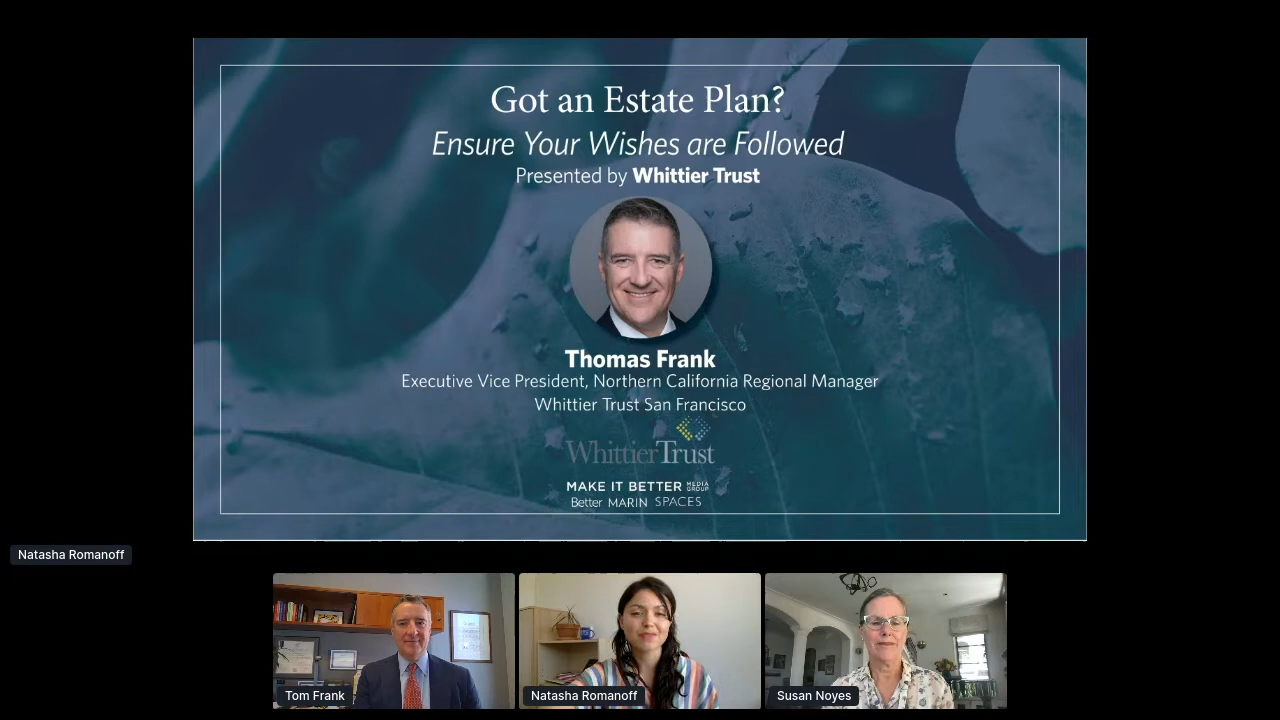 Got an Estate Plan?
Ensure Your Wishes are Followed
Presented by Whittier Trust
Thomas Frank
Executive Vice President, Northern California Regional Manager
Whittier Trust San Francisco
WhittierTrust
MAKE IT BETTER MEDIA GROUP
Better MARIN SPACES
Natasha Romanoff
Tom Frank
Natasha Romanoff
Susan Noyes